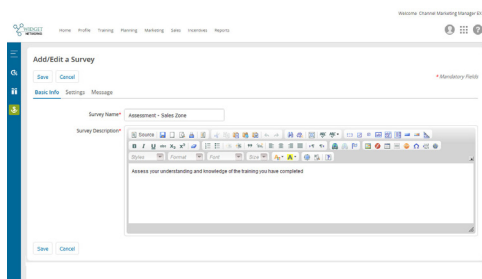 Welcome Channel Marketing Manager
WIDGET
NETWORKS
Home Profile Training Planning Marketing Sales Incentives Reports
Add/Edit a Survey
Save Cancel
* Mandatory Fields
Basic Info Settings Message
Survey Name* Assessment - Sales Zone
Survey Description*
Source
Styles Format Font Size
Assess your understanding and knowledge of the training you have completed
Save Cancel